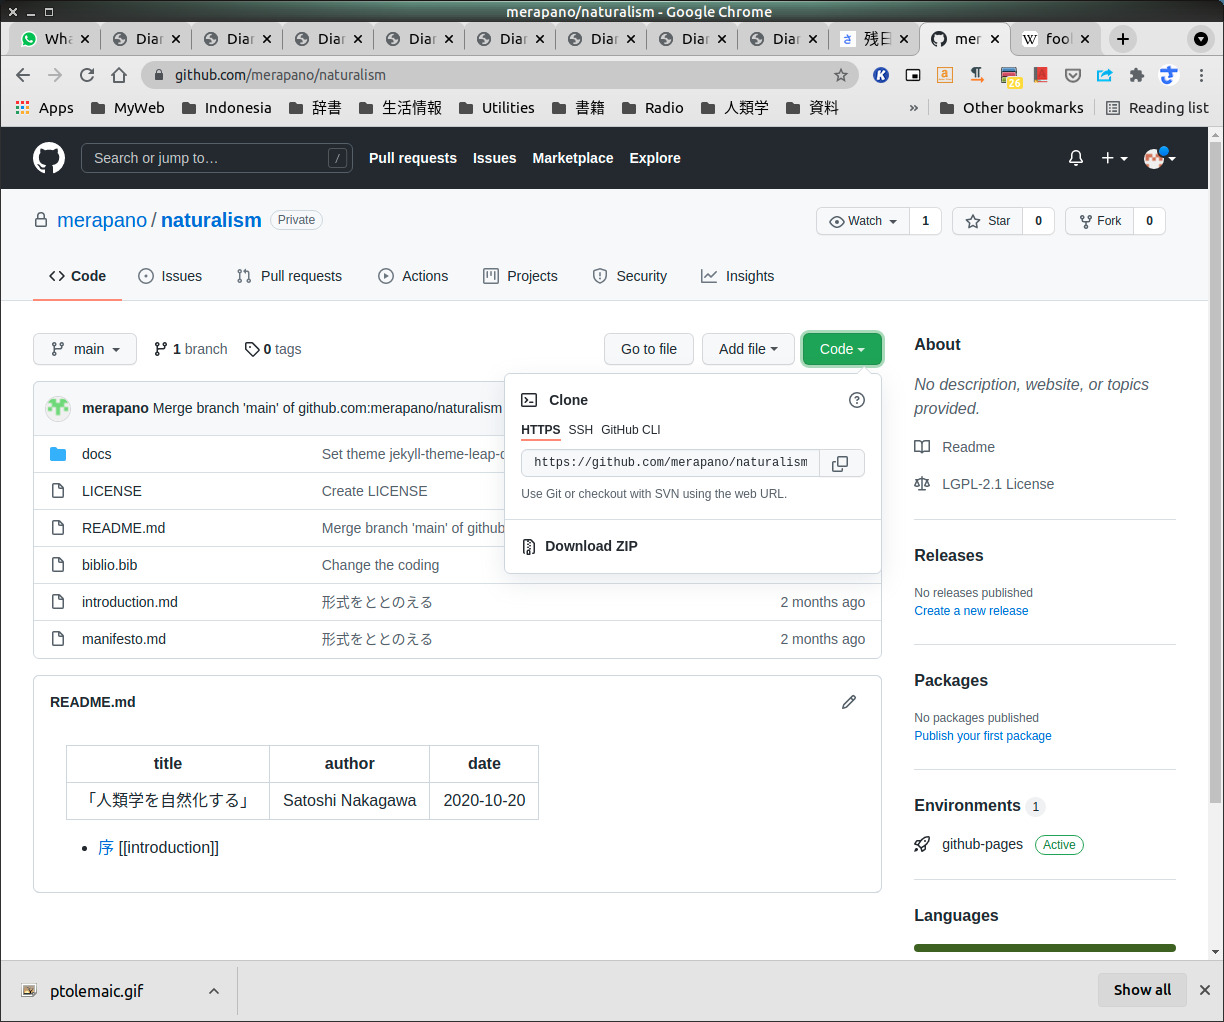 merapano/naturalism - Google Chrome
Wha
Diar
Diar
Diar
Diar
Diar
Diar
Diar
Diar
残日
mer
fool
github.com/merapano/naturalism
26
Apps MyWeb Indonesia 辞書 生活情報 Utilities 書籍 Radio 人類学 資料 » Other bookmarks Reading list
Search or jump to… / Pull requests Issues Marketplace Explore
merapano / naturalism Private Watch 1 Star 0 Fork 0
Code Issues Pull requests Actions Projects Security Insights
main 1 branch 0 tags Go to file Add file Code
merapano Merge branch 'main' of github.com:merapano/naturalism
docs Set theme jekyll-theme-leap-d
LICENSE Create LICENSE
README.md Merge branch 'main' of github
biblio.bib Change the coding
introduction.md 形式をととのえる 2 months ago
manifesto.md 形式をととのえる 2 months ago
Clone
HTTPS SSH GitHub CLI
https://github.com/merapano/naturalism
Use Git or checkout with SVN using the web URL.
Download ZIP
README.md
title author date
「人類学を自然化する」 Satoshi Nakagawa 2020-10-20
• 序 [[introduction]]
About
No description, website, or topics
provided.
Readme
LGPL-2.1 License
Releases
No releases published
Create a new release
Packages
No packages published
Publish your first package
Environments 1
github-pages Active
Languages
ptolemaic.gif Show all